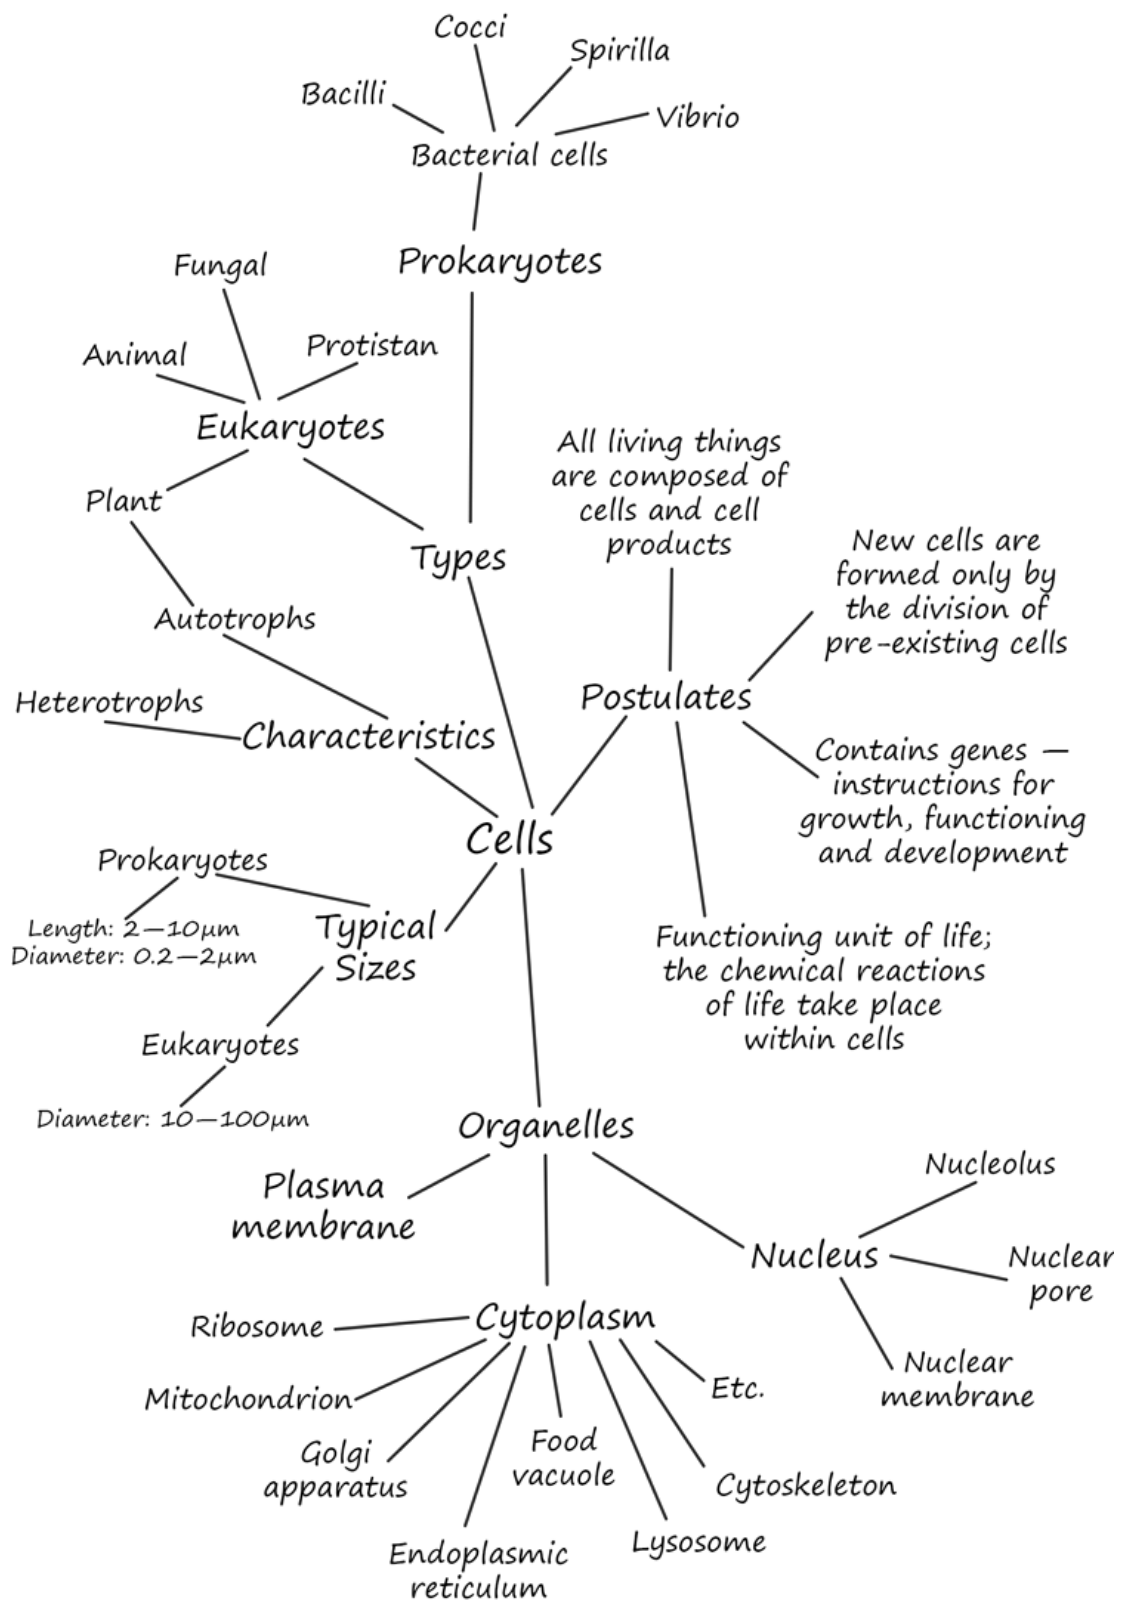 Cocci
Spirilla
Bacilli
Vibrio
Bacterial cells
Prokaryotes
Fungal
Animal
Protistan
Eukaryotes
Plant
Types
Autotrophs
Heterotrophs
Characteristics
All living things
are composed of
cells and cell
products
New cells are
formed only by
the division of
pre-existing cells
Postulates
Contains genes —
instructions for
growth, functioning
and development
Functioning unit of life;
the chemical reactions
of life take place
within cells
Cells
Prokaryotes
Length: 2—10µm
Diameter: 0.2—2µm
Typical
Sizes
Eukaryotes
Diameter: 10—100µm
Organelles
Plasma
membrane
Nucleus
Nucleolus
Nuclear
pore
Nuclear
membrane
Cytoplasm
Ribosome
Mitochondrion
Golgi
apparatus
Endoplasmic
reticulum
Food
vacuole
Lysosome
Cytoskeleton
Etc.